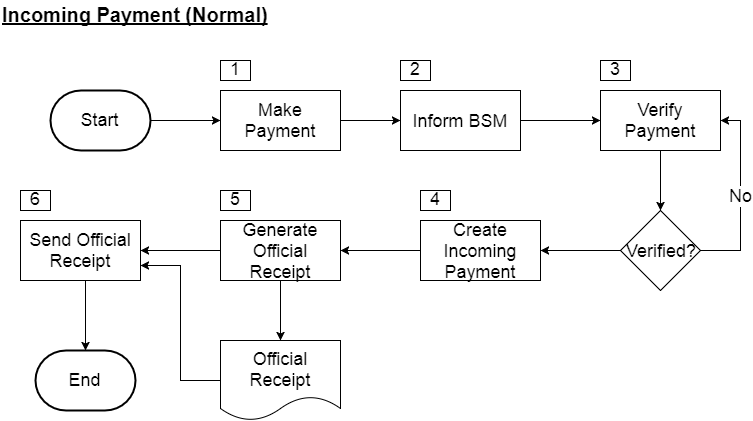 Incoming Payment (Normal)
1
2
3
Start
Make
Payment
Inform BSM
Verify
Payment
No
6
5
4
Send Official
Receipt
Generate
Official
Receipt
Create
Incoming
Payment
Verified?
End
Official
Receipt